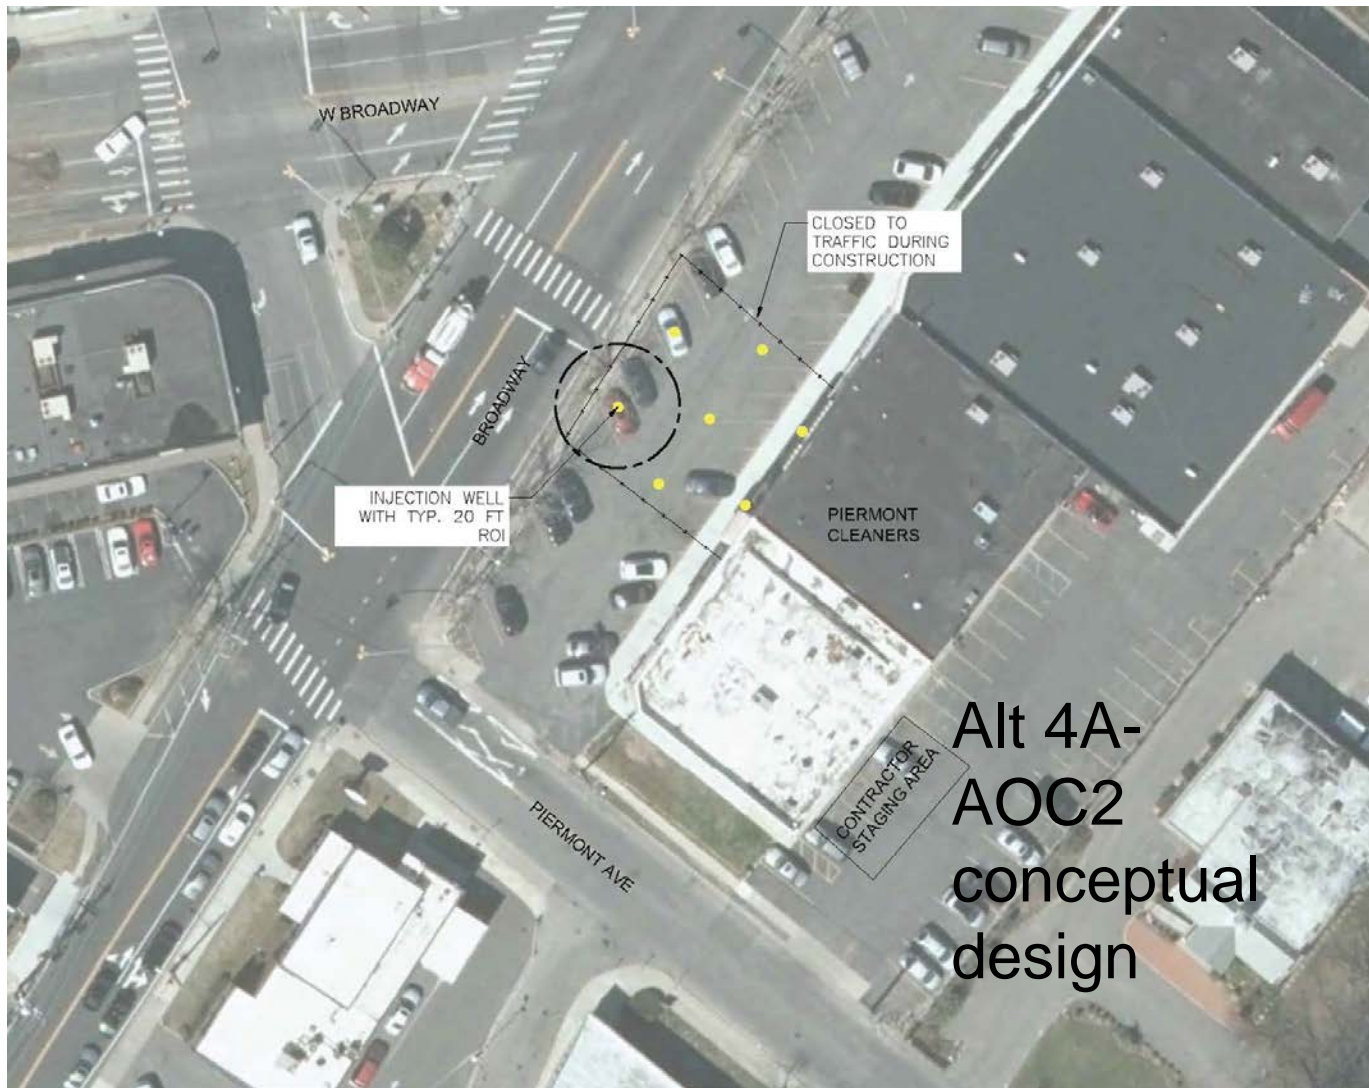 W BROADWAY
CLOSED TO
TRAFFIC DURING
CONSTRUCTION
BROADWAY
INJECTION WELL
WITH TYP. 20 FT
ROI
PIERMONT
CLEANERS
CONTRACTOR
STAGING AREA
PIERMONT AVE
Alt 4A-
AOC2
conceptual
design